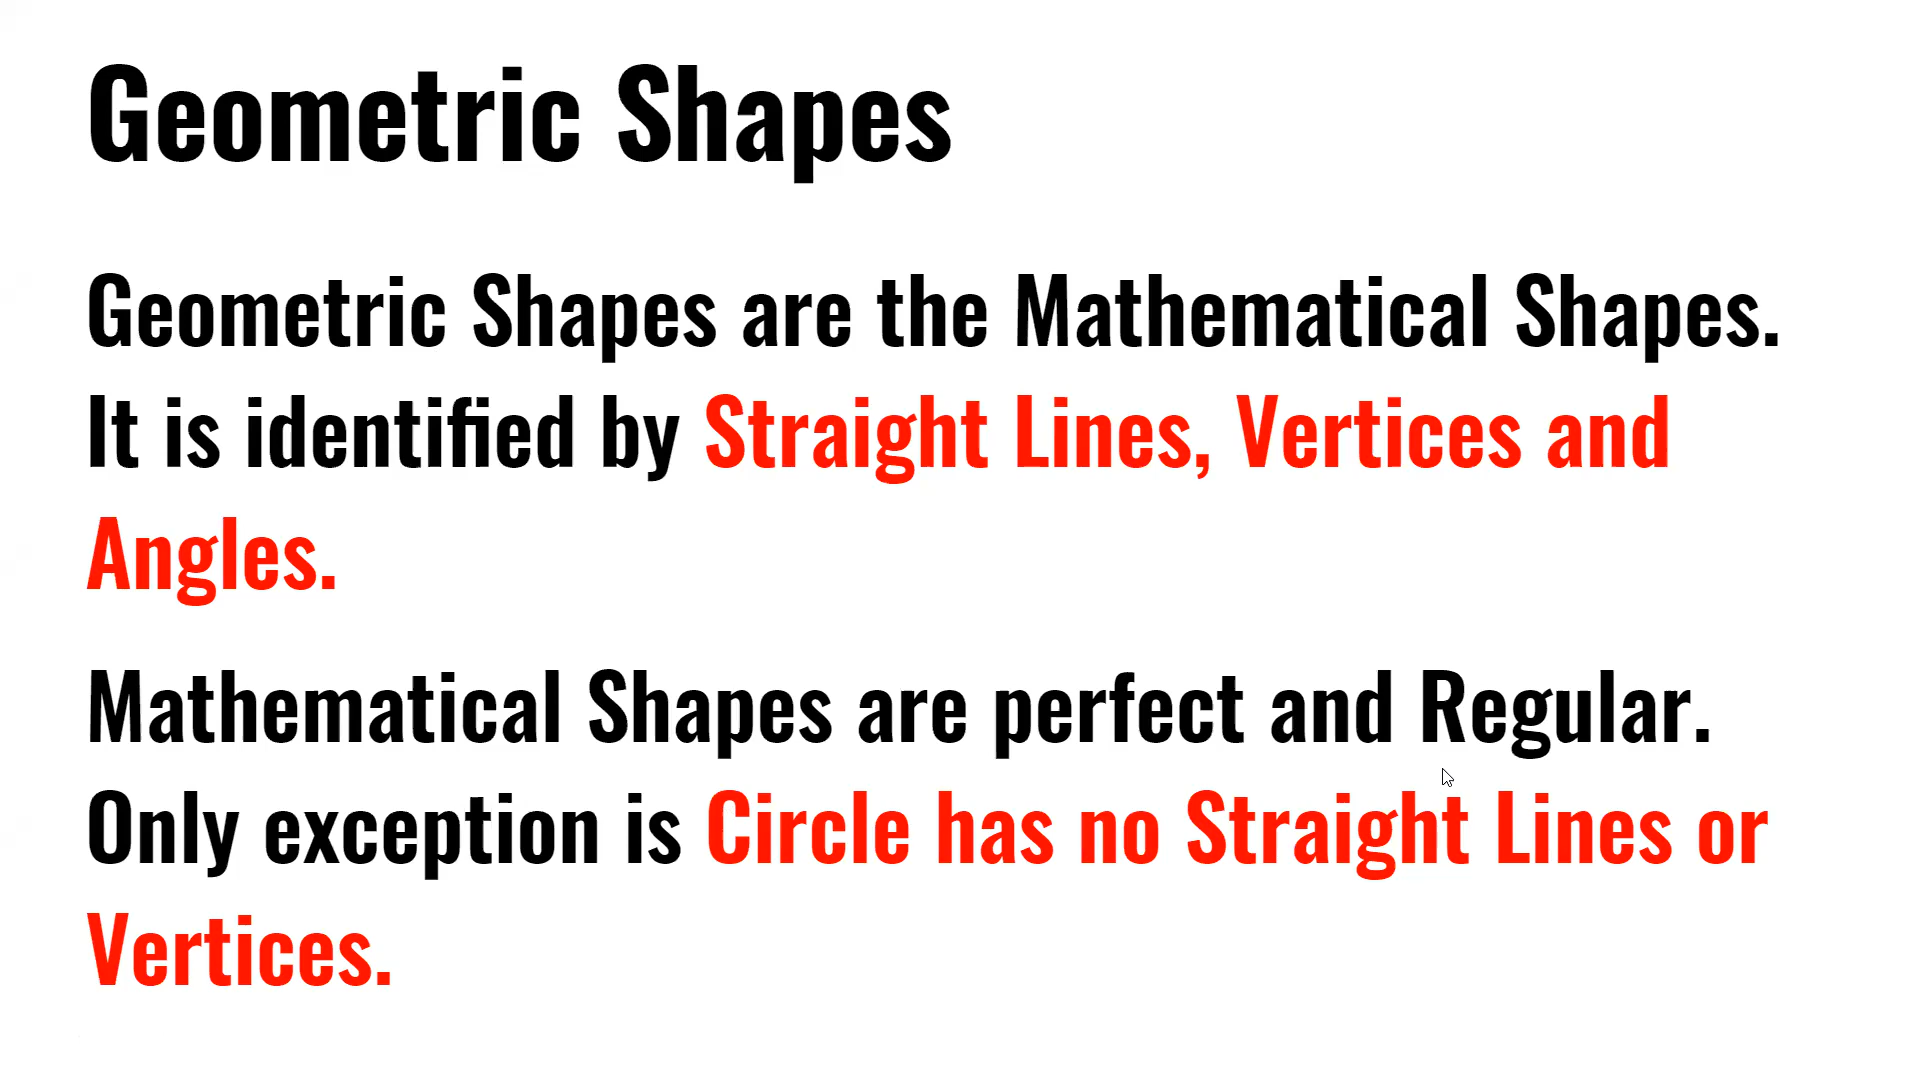 Geometric Shapes
Geometric Shapes are the Mathematical Shapes.
It is identified by Straight Lines, Vertices and
Angles.
Mathematical Shapes are perfect and Regular.
Only exception is Circle has no Straight Lines or
Vertices.